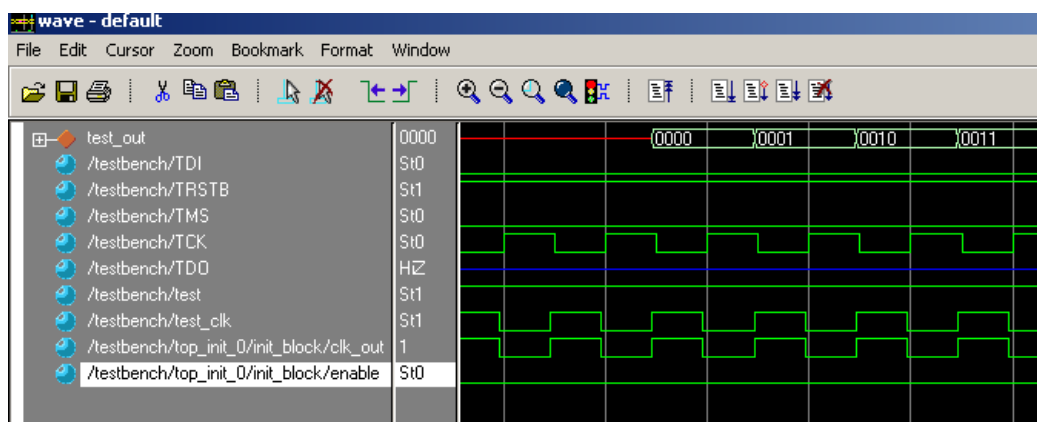 wave - default
File Edit Cursor Zoom Bookmark Format Window
test_out 0000 0000 0001 0010 0011
/testbench/TDI St0
/testbench/TRSTB St1
/testbench/TMS St0
/testbench/TCK St0
/testbench/TDO HiZ
/testbench/test St1
/testbench/test_clk St1
/testbench/top_init_0/init_block/clk_out 1
/testbench/top_init_0/init_block/enable St0